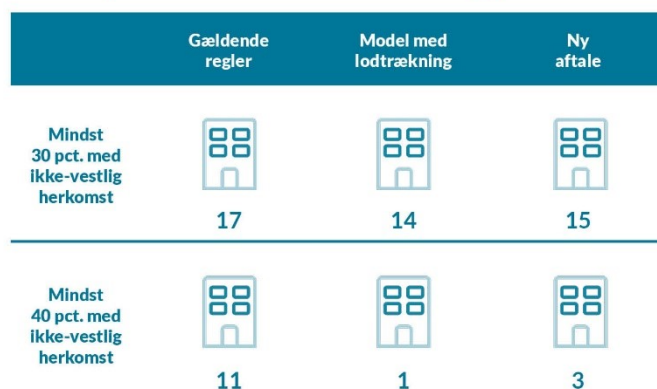 Gældende
regler
Model med
lodtrækning
Ny
aftale
Mindst
30 pct. med
ikke-vestlig
herkomst
17
14
15
Mindst
40 pct. med
ikke-vestlig
herkomst
11
1
3